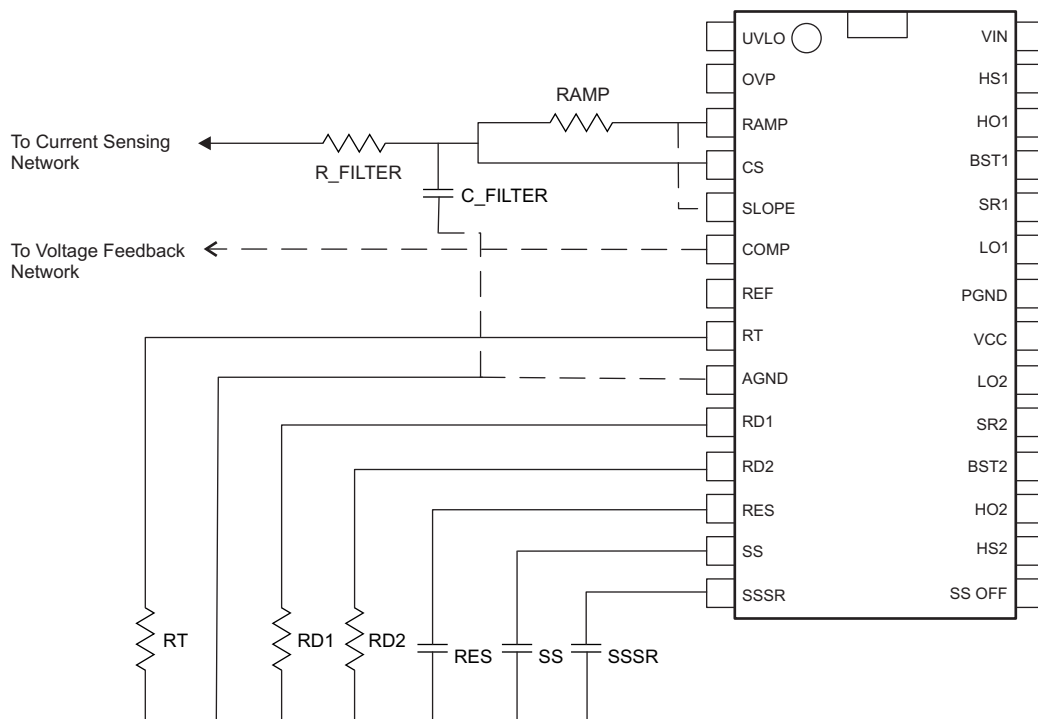 UVLO
VIN
OVP
HS1
RAMP
RAMP
HO1
To Current Sensing
Network
R_FILTER
CS
BST1
C_FILTER
SLOPE
SR1
To Voltage Feedback
Network
COMP
LO1
REF
PGND
RT
VCC
AGND
LO2
RD1
SR2
RD2
BST2
RES
HO2
SS
HS2
SSSR
SS OFF
RT
RD1
RD2
RES
SS
SSSR